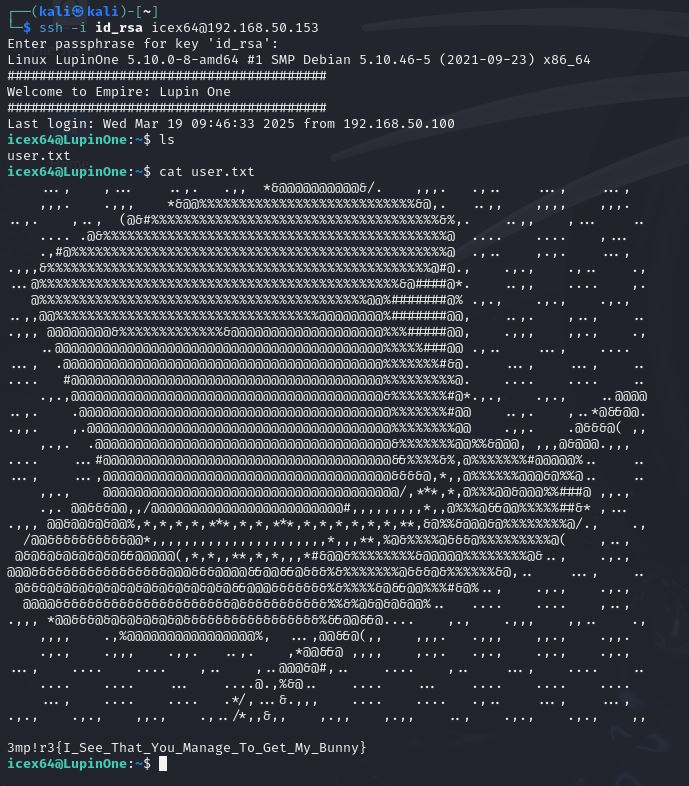 ┌──(kali㉿kali)-[~]
└─$ ssh -i id_rsa icex64@192.168.50.153
Enter passphrase for key 'id_rsa':
Linux LupinOne 5.10.0-8-amd64 #1 SMP Debian 5.10.46-5 (2021-09-23) x86_64
########################################
Welcome to Empire: Lupin One
########################################
Last login: Wed Mar 19 09:46:33 2025 from 192.168.50.100
icex64@LupinOne:~$ ls
user.txt
icex64@LupinOne:~$ cat user.txt
3mp!r3{I_See_That_You_Manage_To_Get_My_Bunny}
icex64@LupinOne:~$